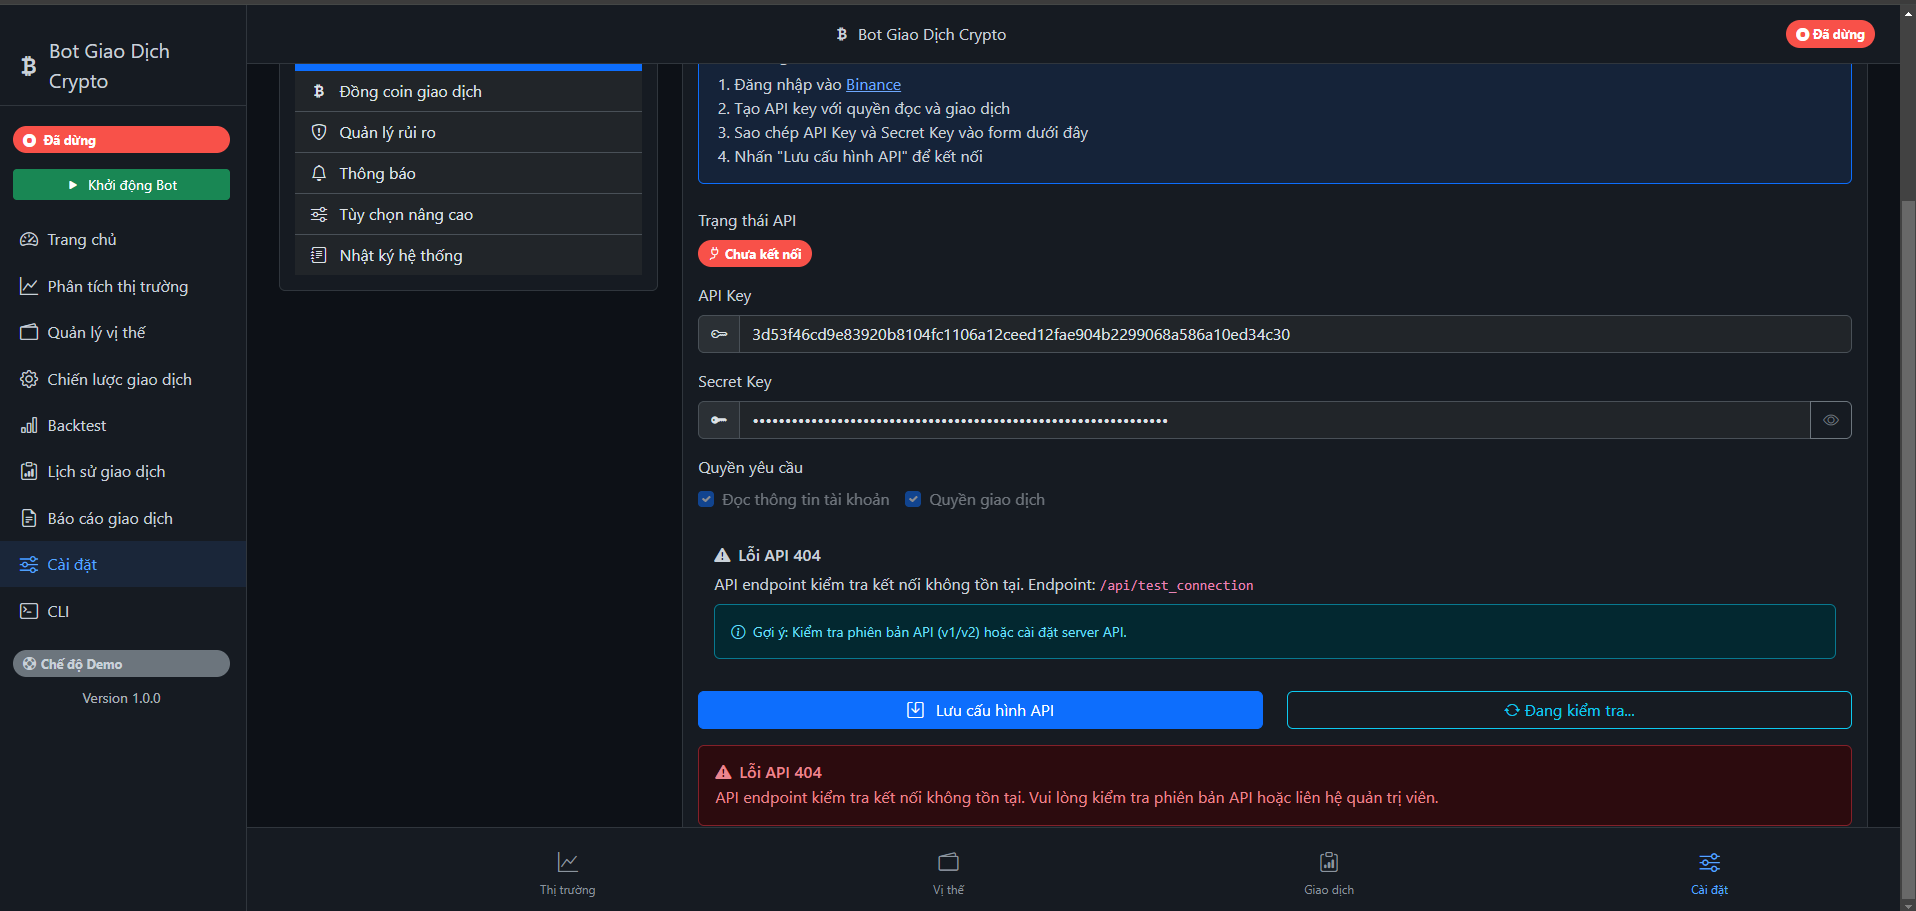 Bot Giao Dịch
Crypto
Đã dừng
Khởi động Bot
Trang chủ
Phân tích thị trường
Quản lý vị thế
Chiến lược giao dịch
Backtest
Lịch sử giao dịch
Báo cáo giao dịch
Cài đặt
CLI
Chế độ Demo
Version 1.0.0
Bot Giao Dịch Crypto
Đã dừng
Đồng coin giao dịch
Quản lý rủi ro
Thông báo
Tùy chọn nâng cao
Nhật ký hệ thống
1. Đăng nhập vào Binance
2. Tạo API key với quyền đọc và giao dịch
3. Sao chép API Key và Secret Key vào form dưới đây
4. Nhấn "Lưu cấu hình API" để kết nối
Trạng thái API
Chưa kết nối
API Key
3d53f46cd9e83920b8104fc1106a12ceed12fae904b2299068a586a10ed34c30
Secret Key
Quyền yêu cầu
Đọc thông tin tài khoản Quyền giao dịch
Lỗi API 404
API endpoint kiểm tra kết nối không tồn tại. Endpoint: /api/test_connection
Gợi ý: Kiểm tra phiên bản API (v1/v2) hoặc cài đặt server API.
Lưu cấu hình API
Đang kiểm tra...
Lỗi API 404
API endpoint kiểm tra kết nối không tồn tại. Vui lòng kiểm tra phiên bản API hoặc liên hệ quản trị viên.
Thị trường
Vị thế
Giao dịch
Cài đặt